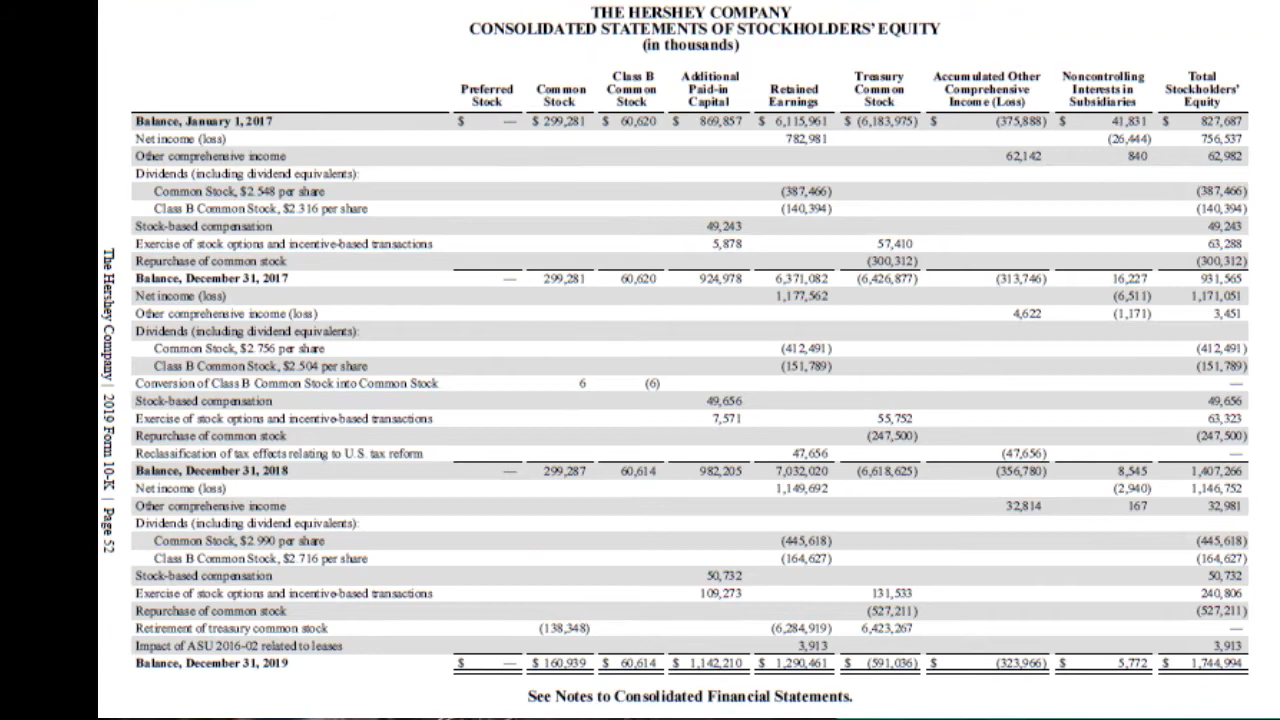 THE HERSHEY COMPANY
CONSOLIDATED STATEMENTS OF STOCKHOLDERS' EQUITY
(in thousands)
Preferred Stock Common Stock Class B Common Stock Additional Paid-in Capital Retained Earnings Treasury Common Stock Accumulated Other Comprehensive Income (Loss) Noncontrolling Interests in Subsidiaries Total Stockholders' Equity
Balance, January 1, 2017 $ — $ 299,281 $ 60,620 $ 869,857 $ 6,115,961 $ (6,183,975) $ (375,888) $ 41,831 $ 827,687
Net income (loss) 782,981 (26,444) 756,537
Other comprehensive income 62,142 840 62,982
Dividends (including dividend equivalents):
Common Stock, $2.548 per share (387,466) (387,466)
Class B Common Stock, $2.316 per share (140,394) (140,394)
Stock-based compensation 49,243 49,243
Exercise of stock options and incentive-based transactions 5,878 57,410 63,288
Repurchase of common stock (300,312) (300,312)
Balance, December 31, 2017 — 299,281 60,620 924,978 6,371,082 (6,426,877) (313,746) 16,227 931,565
Net income (loss) 1,177,562 (6,511) 1,171,051
Other comprehensive income (loss) 4,622 (1,171) 3,451
Dividends (including dividend equivalents):
Common Stock, $2.756 per share (412,491) (412,491)
Class B Common Stock, $2.504 per share (151,789) (151,789)
Conversion of Class B Common Stock into Common Stock 6 (6) —
Stock-based compensation 49,656 49,656
Exercise of stock options and incentive-based transactions 7,571 55,752 63,323
Repurchase of common stock (247,500) (247,500)
Reclassification of tax effects relating to U.S. tax reform 47,656 (47,656) —
Balance, December 31, 2018 — 299,287 60,614 982,205 7,032,020 (6,618,625) (356,780) 8,545 1,407,266
Net income (loss) 1,149,692 (2,940) 1,146,752
Other comprehensive income 32,814 167 32,981
Dividends (including dividend equivalents):
Common Stock, $2.990 per share (445,618) (445,618)
Class B Common Stock, $2.716 per share (164,627) (164,627)
Stock-based compensation 50,732 50,732
Exercise of stock options and incentive-based transactions 109,273 131,533 240,806
Repurchase of common stock (527,211) (527,211)
Retirement of treasury common stock (138,348) (6,284,919) 6,423,267 —
Impact of ASU 2016-02 related to leases 3,913 3,913
Balance, December 31, 2019 $ — $ 160,939 $ 60,614 $ 1,142,210 $ 1,290,461 $ (591,036) $ (323,966) $ 5,772 $ 1,744,994
See Notes to Consolidated Financial Statements.
The Hershey Company | 2019 Form 10-K | Page 52